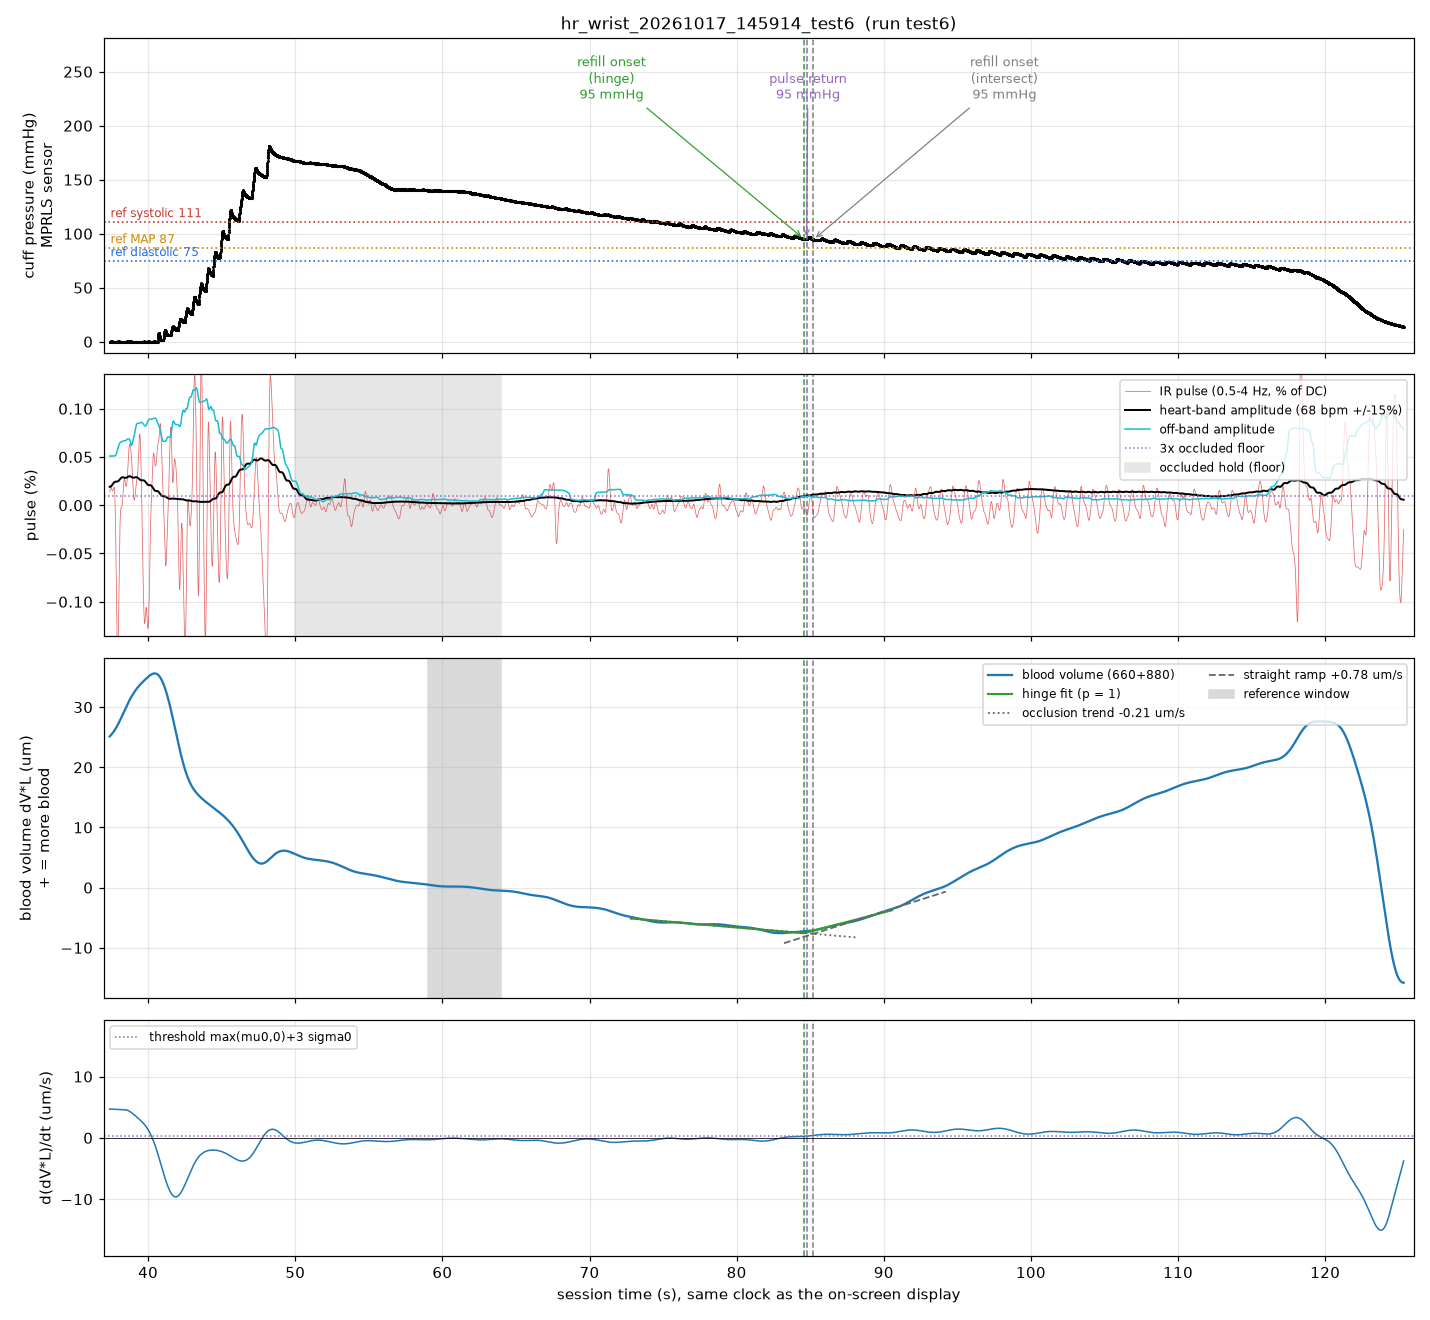 hr_wrist_20261017_145914_test6  (run test6)
refill onset
(hinge)
95 mmHg
pulse return
95 mmHg
refill onset
(intersect)
95 mmHg
250
200
150
100
50
0
cuff pressure (mmHg)
MPRLS sensor
ref systolic 111
ref MAP 87
ref diastolic 75
0.10
0.05
0.00
−0.05
−0.10
pulse (%)
IR pulse (0.5-4 Hz, % of DC)
heart-band amplitude (68 bpm +/-15%)
off-band amplitude
3x occluded floor
occluded hold (floor)
30
20
10
0
−10
blood volume dV*L (um)
+ = more blood
blood volume (660+880)
hinge fit (p = 1)
occlusion trend -0.21 um/s
straight ramp +0.78 um/s
reference window
10
0
−10
d(dV*L)/dt (um/s)
threshold max(mu0,0)+3 sigma0
40
50
60
70
80
90
100
110
120
session time (s), same clock as the on-screen display